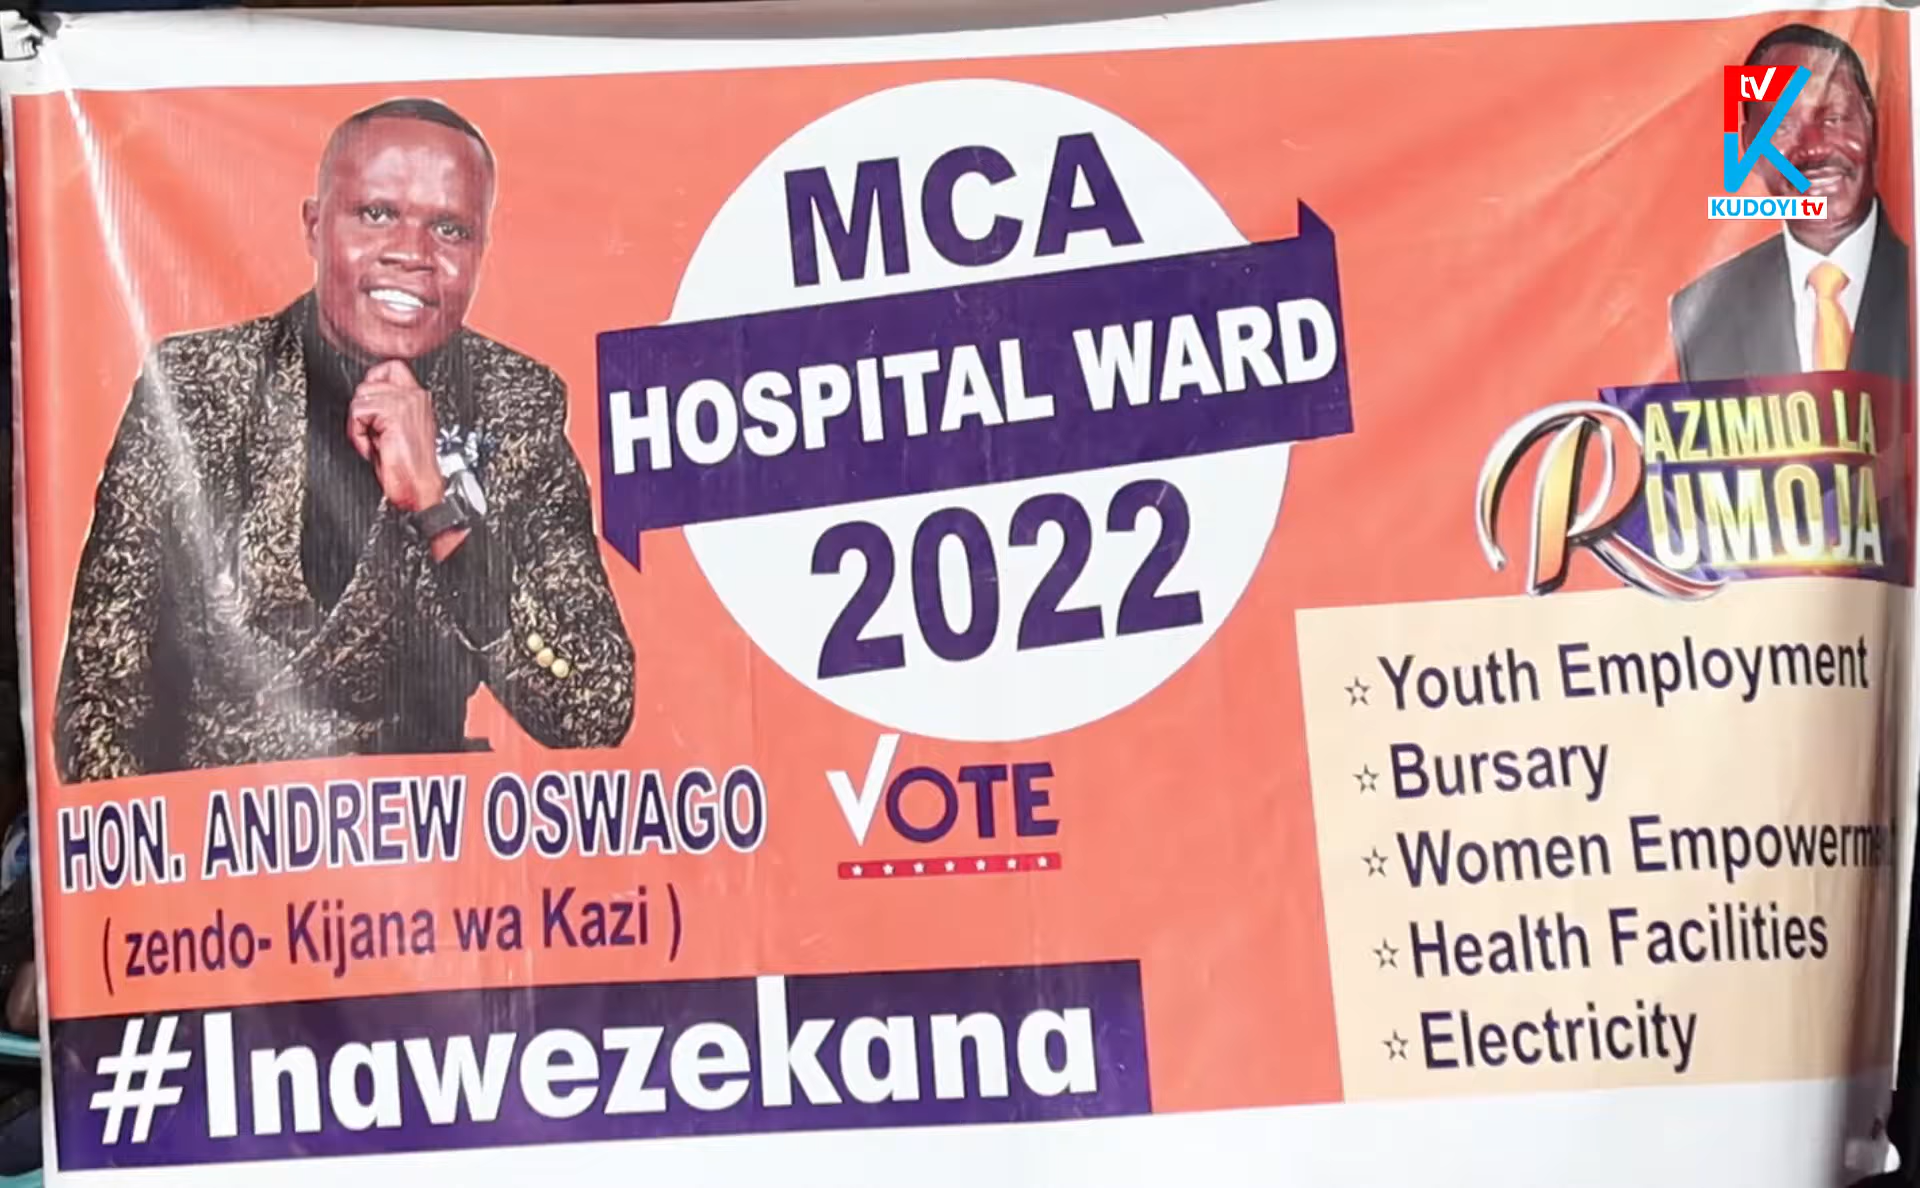 MCA
HOSPITAL WARD
2022
HON. ANDREW OSWAGO
(zendo- Kijana wa Kazi)
VOTE
#Inawezekana
AZIMIO LA
UMOJA
R
☆ Youth Employment
☆ Bursary
☆ Women Empowerment
☆ Health Facilities
☆ Electricity
tv
K
KUDOYI tv